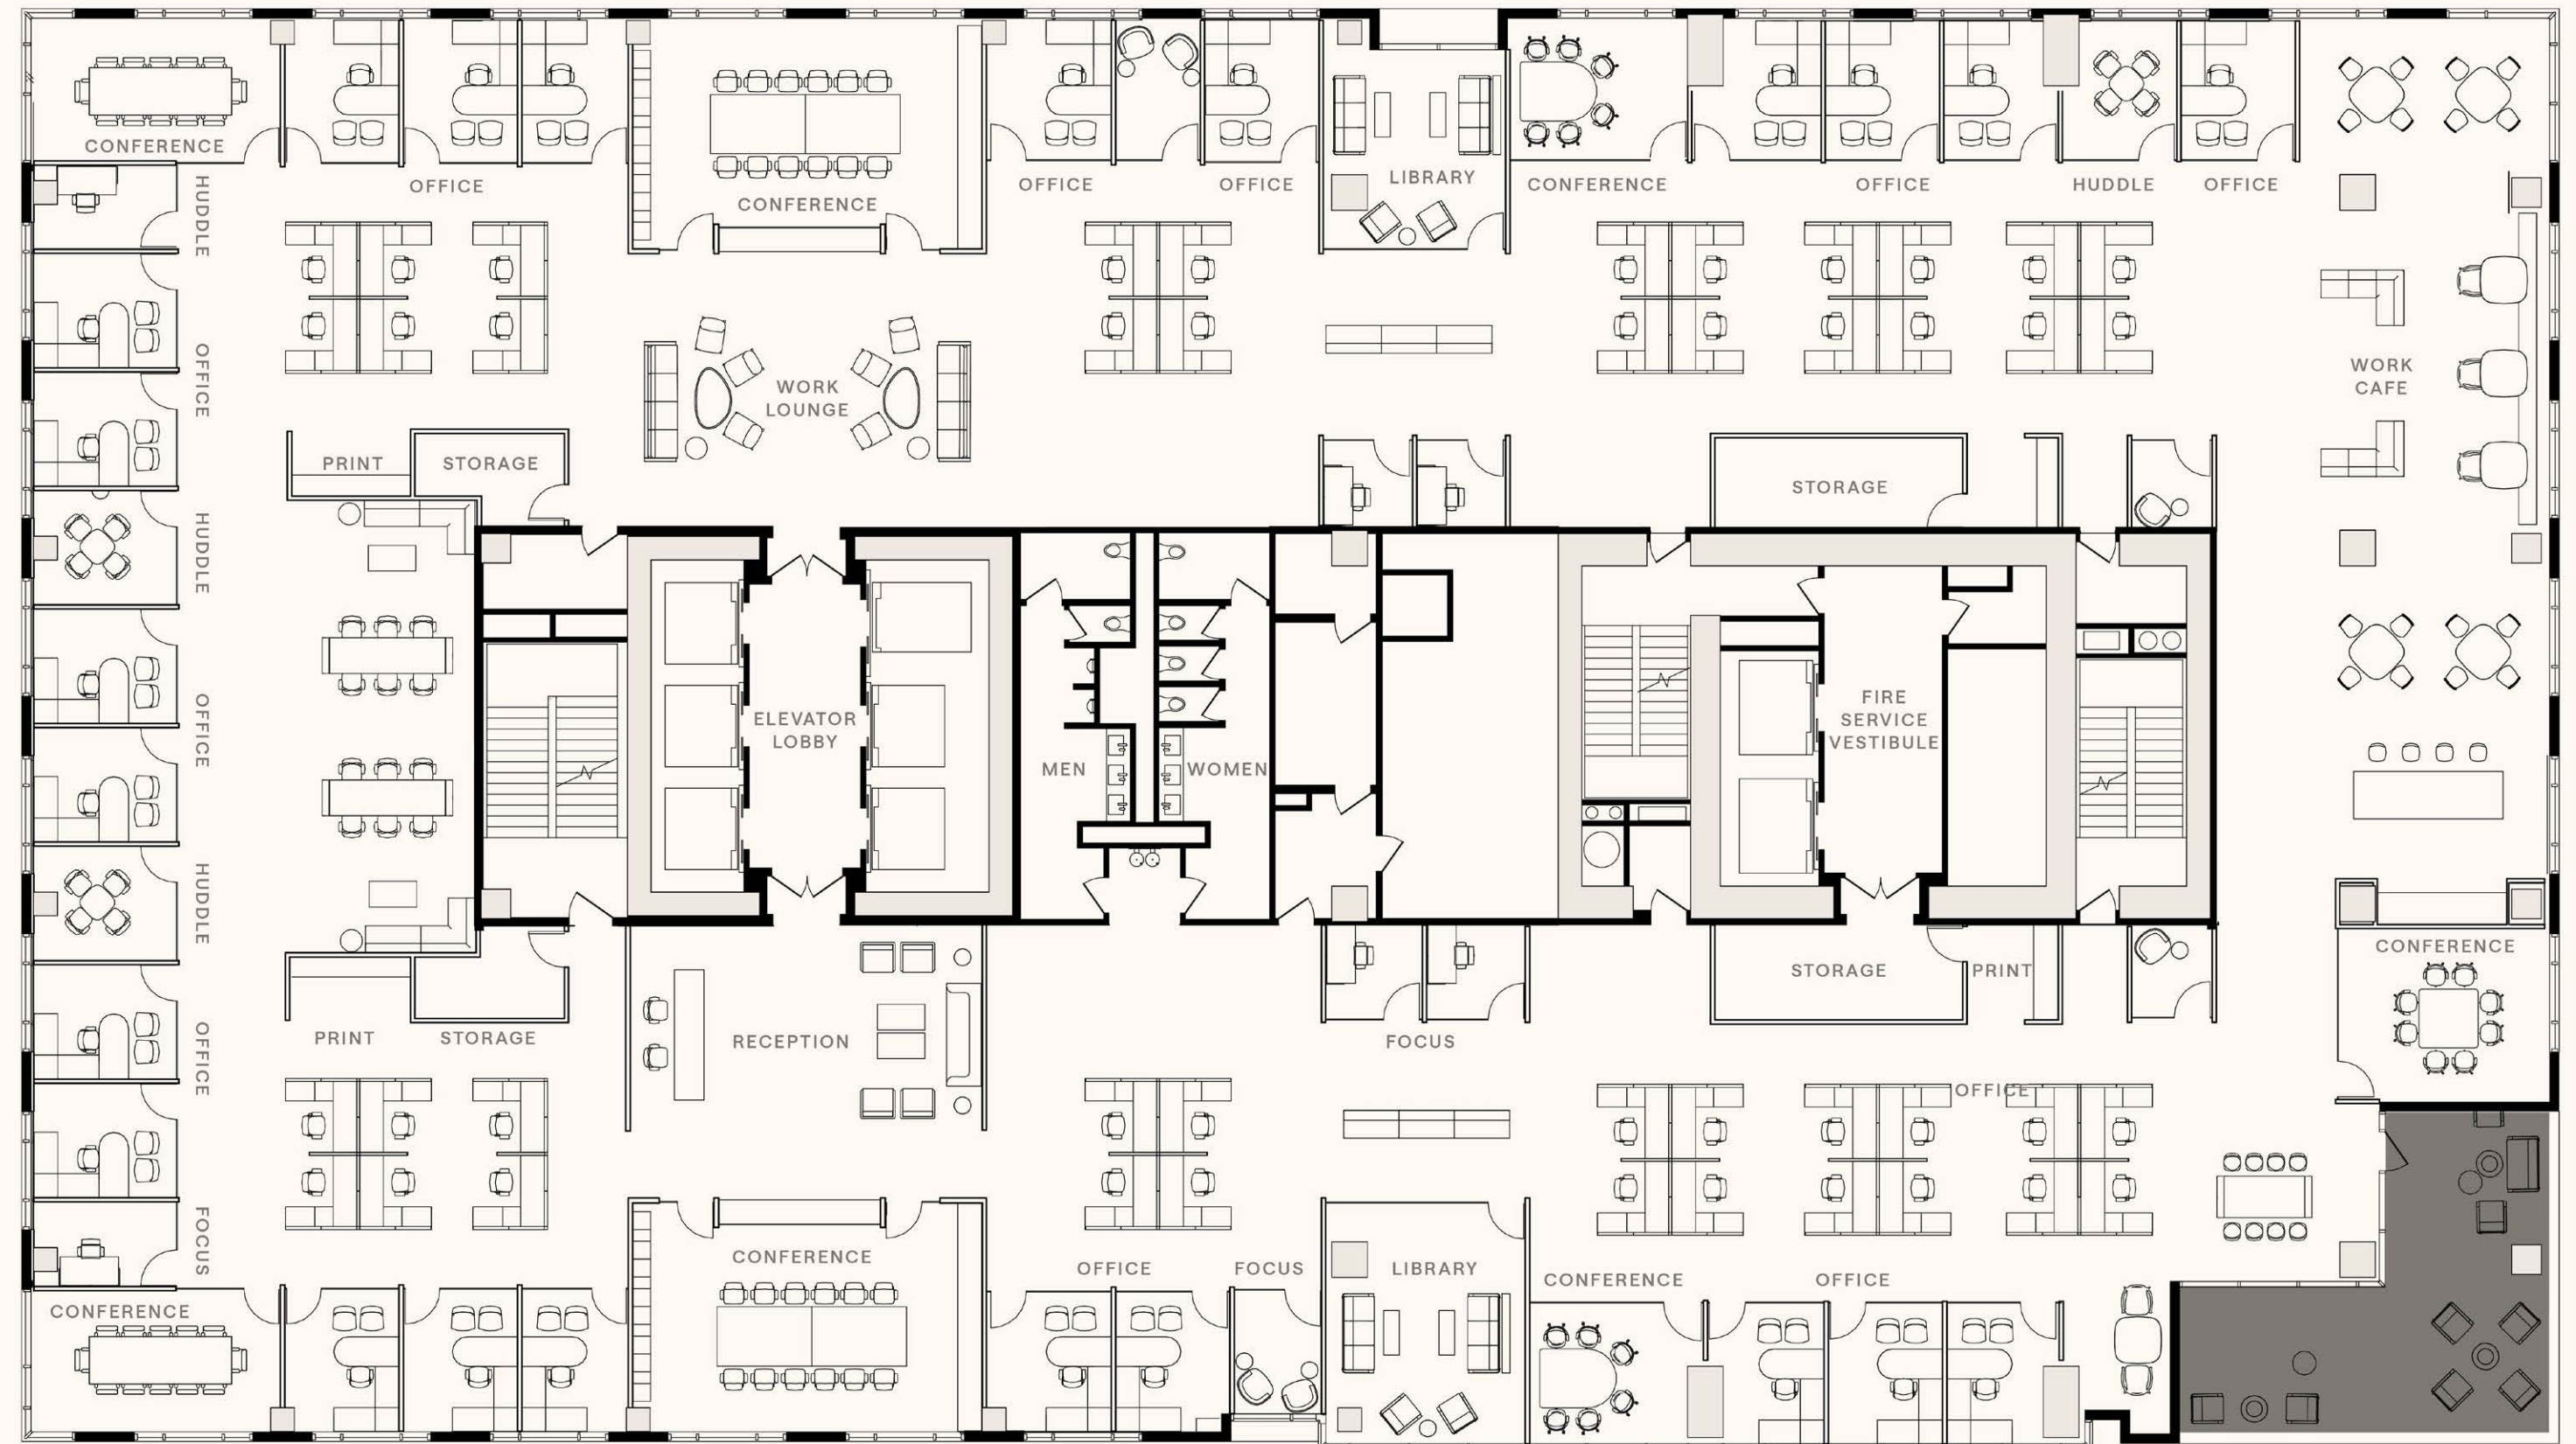 CONFERENCE
HUDDLE
OFFICE
CONFERENCE
OFFICE
OFFICE
LIBRARY
CONFERENCE
OFFICE
HUDDLE
OFFICE
OFFICE
WORK
LOUNGE
WORK
CAFE
PRINT
STORAGE
STORAGE
HUDDLE
OFFICE
ELEVATOR
LOBBY
MEN
WOMEN
FIRE
SERVICE
VESTIBULE
HUDDLE
CONFERENCE
STORAGE
PRINT
OFFICE
PRINT
STORAGE
RECEPTION
FOCUS
OFFICE
FOCUS
CONFERENCE
CONFERENCE
OFFICE
FOCUS
LIBRARY
CONFERENCE
OFFICE